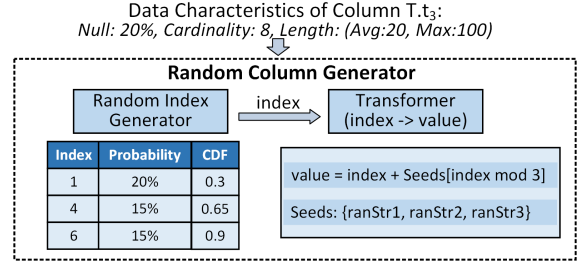 Data Characteristics of Column T.t₃:
Null: 20%, Cardinality: 8, Length: (Avg:20, Max:100)
Random Column Generator
Random Index
Generator
index
Transformer
(index -> value)
Index Probability CDF
1 20% 0.3
4 15% 0.65
6 15% 0.9
value = index + Seeds[index mod 3]
Seeds: {ranStr1, ranStr2, ranStr3}